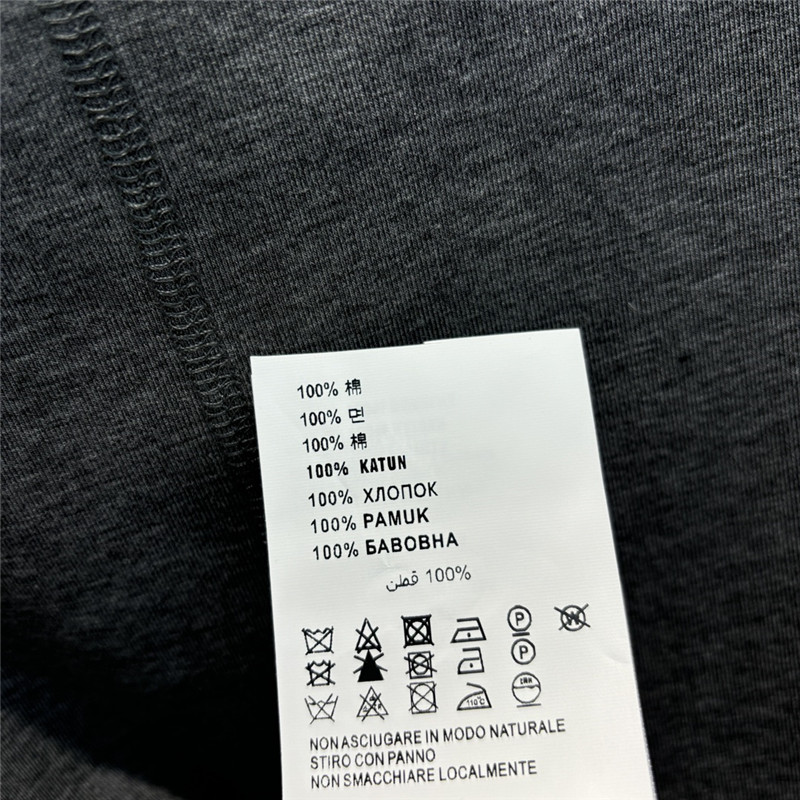 100% 棉
100% 면
100% 棉
100% KATUN
100% ХЛОПОК
100% PAMUK
100% БАВОВНА
100% قطن
P
W
P
110°C
NON ASCIUGARE IN MODO NATURALE
STIRO CON PANNO
NON SMACCHIARE LOCALMENTE